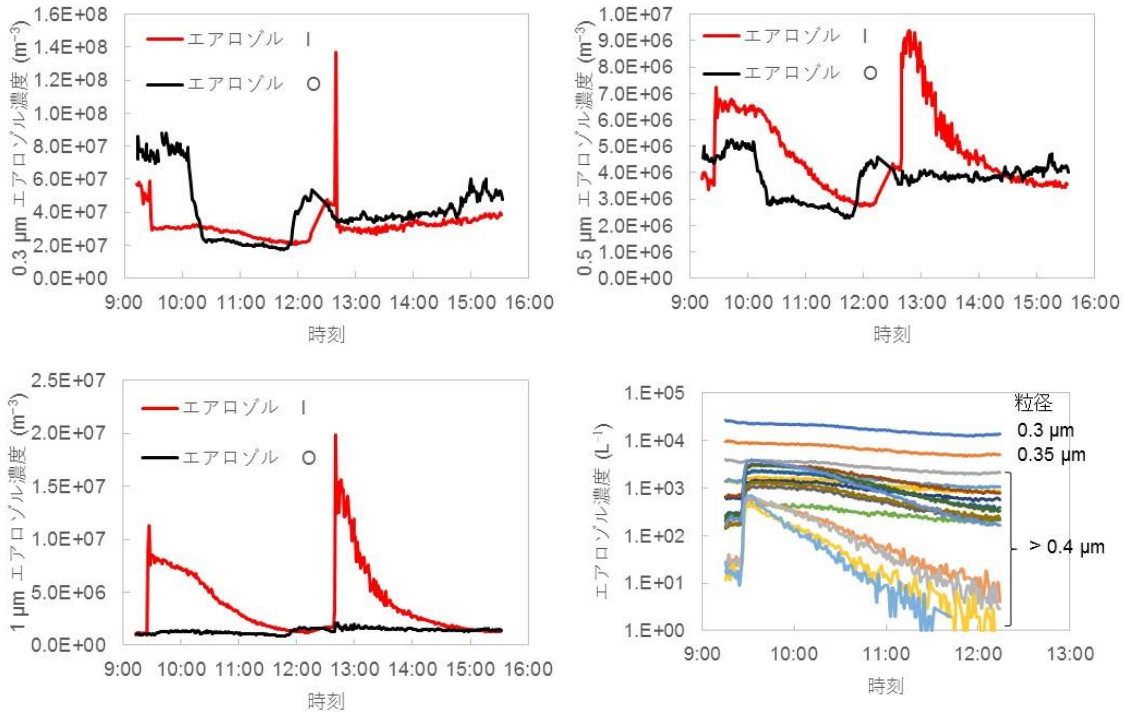 0.3 µm エアロゾル濃度 (m⁻³)
1.6E+08
1.4E+08
1.2E+08
1.0E+08
8.0E+07
6.0E+07
4.0E+07
2.0E+07
0.0E+00
エアロゾル I
エアロゾル O
9:00 10:00 11:00 12:00 13:00 14:00 15:00 16:00
時刻
0.5 µm エアロゾル濃度 (m⁻³)
1.0E+07
9.0E+06
8.0E+06
7.0E+06
6.0E+06
5.0E+06
4.0E+06
3.0E+06
2.0E+06
1.0E+06
0.0E+00
エアロゾル I
エアロゾル O
9:00 10:00 11:00 12:00 13:00 14:00 15:00 16:00
時刻
1 µm エアロゾル濃度 (m⁻³)
2.5E+07
2.0E+07
1.5E+07
1.0E+07
5.0E+06
0.0E+00
エアロゾル I
エアロゾル O
9:00 10:00 11:00 12:00 13:00 14:00 15:00 16:00
時刻
エアロゾル濃度 (L⁻¹)
1.E+05
1.E+04
1.E+03
1.E+02
1.E+01
1.E+00
粒径
0.3 µm
0.35 µm
> 0.4 µm
9:00 10:00 11:00 12:00 13:00
時刻